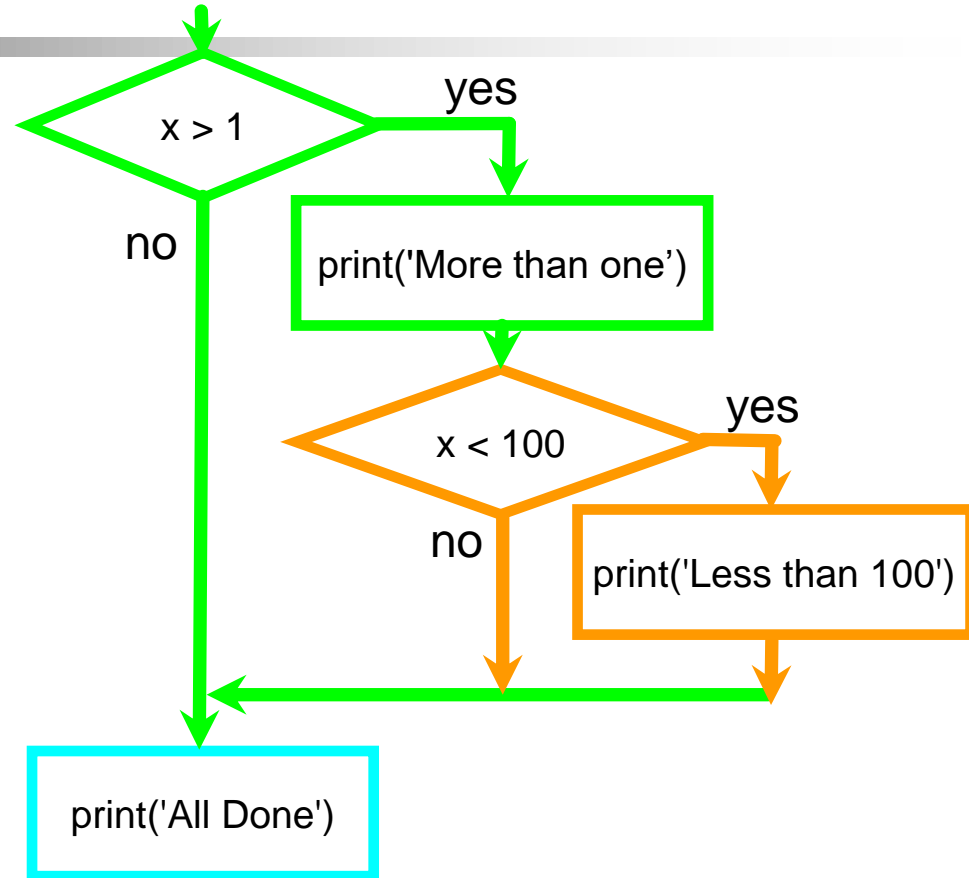 yes
x > 1
no
print('More than one’)
yes
x < 100
no
print('Less than 100')
print('All Done')